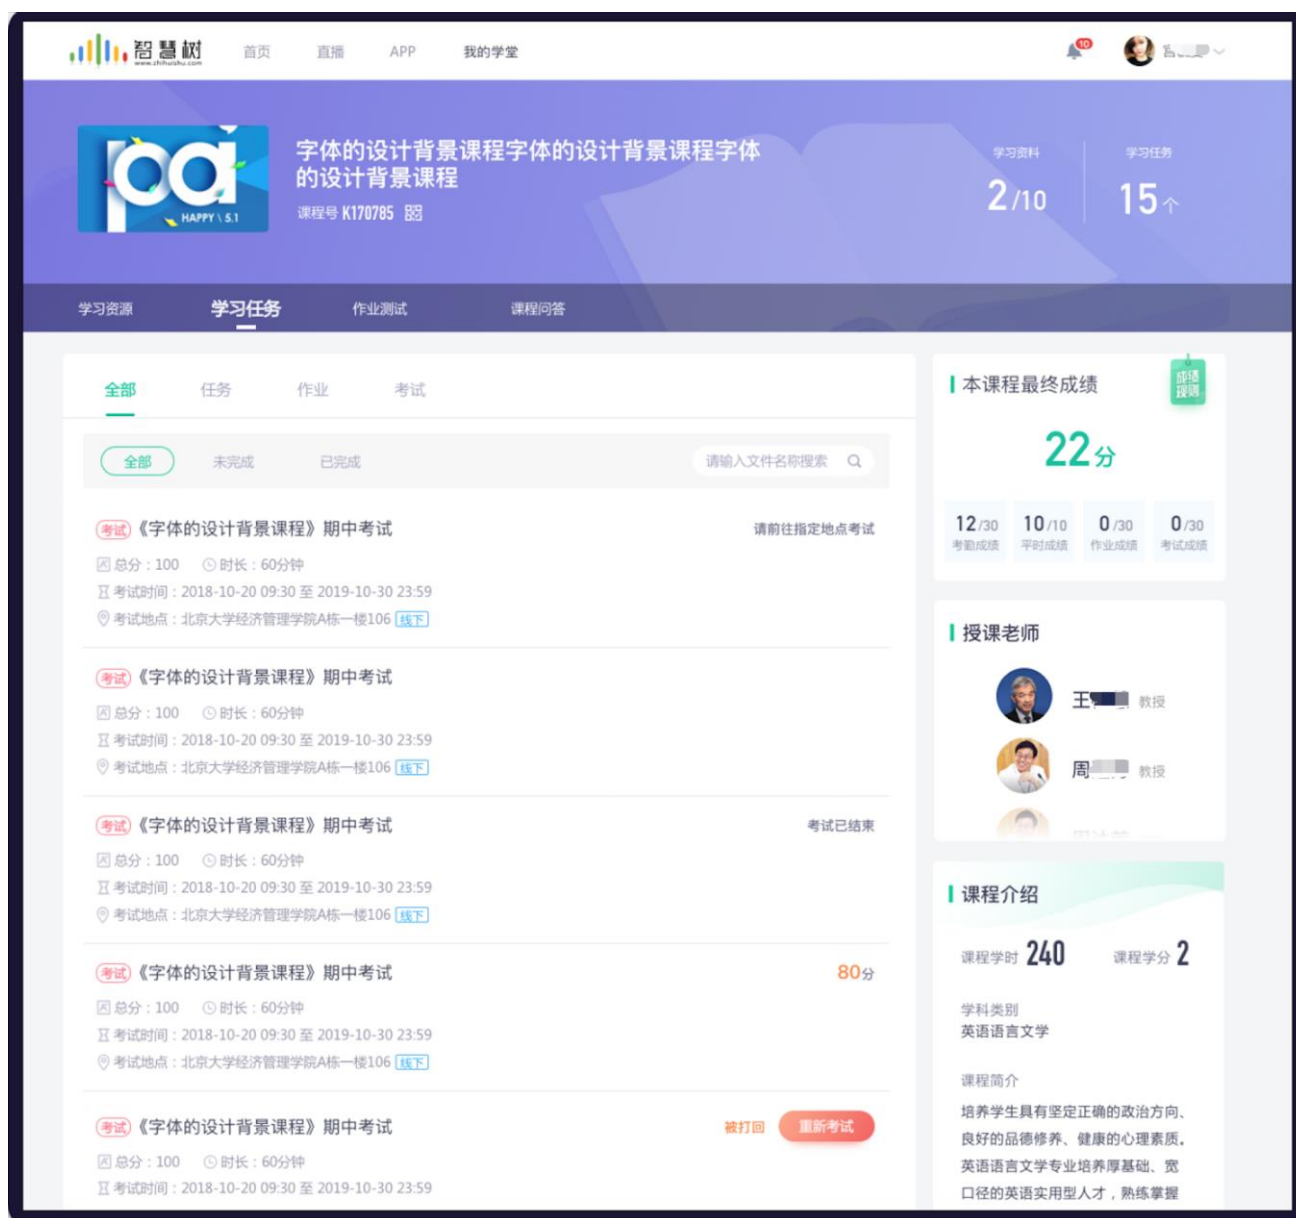 智慧树
www.zhihuishu.com
首页 直播 APP 我的学堂
10
pa
HAPPY \ 5.1
字体的设计背景课程字体的设计背景课程字体
的设计背景课程
课程号 K170785
学习资料 学习任务
2/10 15个
学习资源 学习任务 作业测试 课程问答
全部 任务 作业 考试
全部 未完成 已完成 请输入文件名称搜索
考试 《字体的设计背景课程》期中考试 请前往指定地点考试
总分：100 时长：60分钟
考试时间：2018-10-20 09:30 至 2019-10-30 23:59
考试地点：北京大学经济管理学院A栋一楼106 线下
考试 《字体的设计背景课程》期中考试
总分：100 时长：60分钟
考试时间：2018-10-20 09:30 至 2019-10-30 23:59
考试地点：北京大学经济管理学院A栋一楼106 线下
考试 《字体的设计背景课程》期中考试 考试已结束
总分：100 时长：60分钟
考试时间：2018-10-20 09:30 至 2019-10-30 23:59
考试地点：北京大学经济管理学院A栋一楼106 线下
考试 《字体的设计背景课程》期中考试 80分
总分：100 时长：60分钟
考试时间：2018-10-20 09:30 至 2019-10-30 23:59
考试地点：北京大学经济管理学院A栋一楼106 线下
考试 《字体的设计背景课程》期中考试 被打回 重新考试
总分：100 时长：60分钟
考试时间：2018-10-20 09:30 至 2019-10-30 23:59
本课程最终成绩
成绩
规则
22分
12/30 10/10 0/30 0/30
考勤成绩 平时成绩 作业成绩 考试成绩
授课老师
王 教授
周 教授
课程介绍
课程学时 240 课程学分 2
学科类别
英语语言文学
课程简介
培养学生具有坚定正确的政治方向、
良好的品德修养、健康的心理素质。
英语语言文学专业培养厚基础、宽
口径的英语实用型人才，熟练掌握